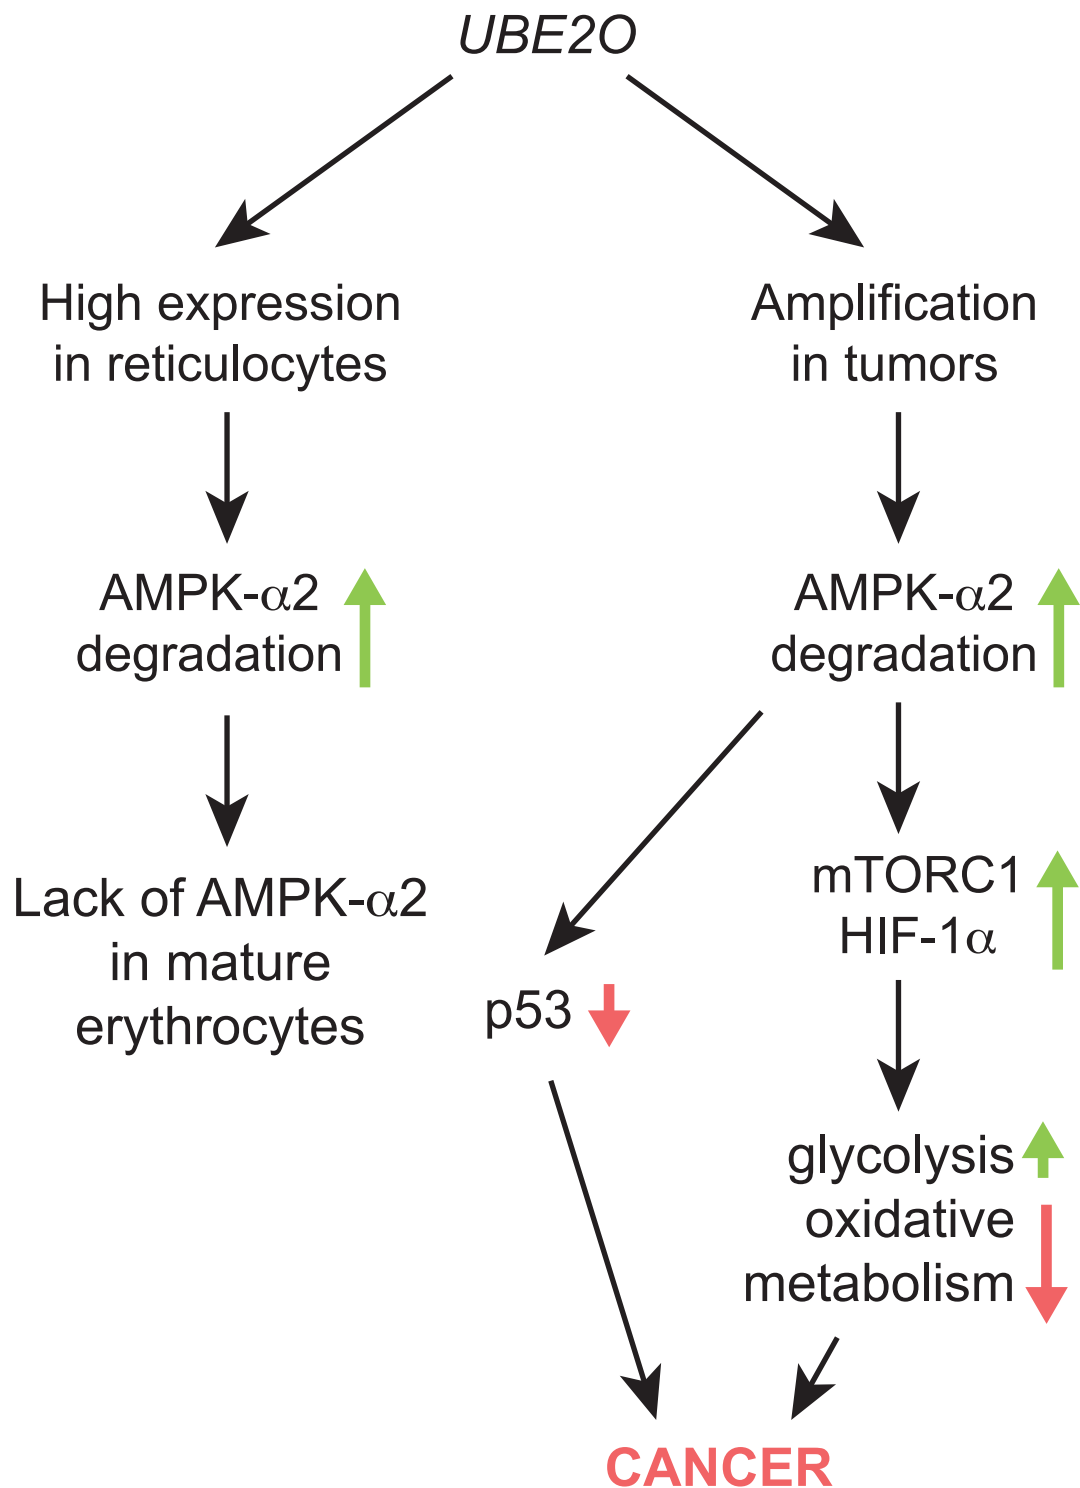 UBE2O
High expression
in reticulocytes
Amplification
in tumors
AMPK-α2
degradation
AMPK-α2
degradation
Lack of AMPK-α2
in mature
erythrocytes
p53
mTORC1
HIF-1α
glycolysis
oxidative
metabolism
CANCER